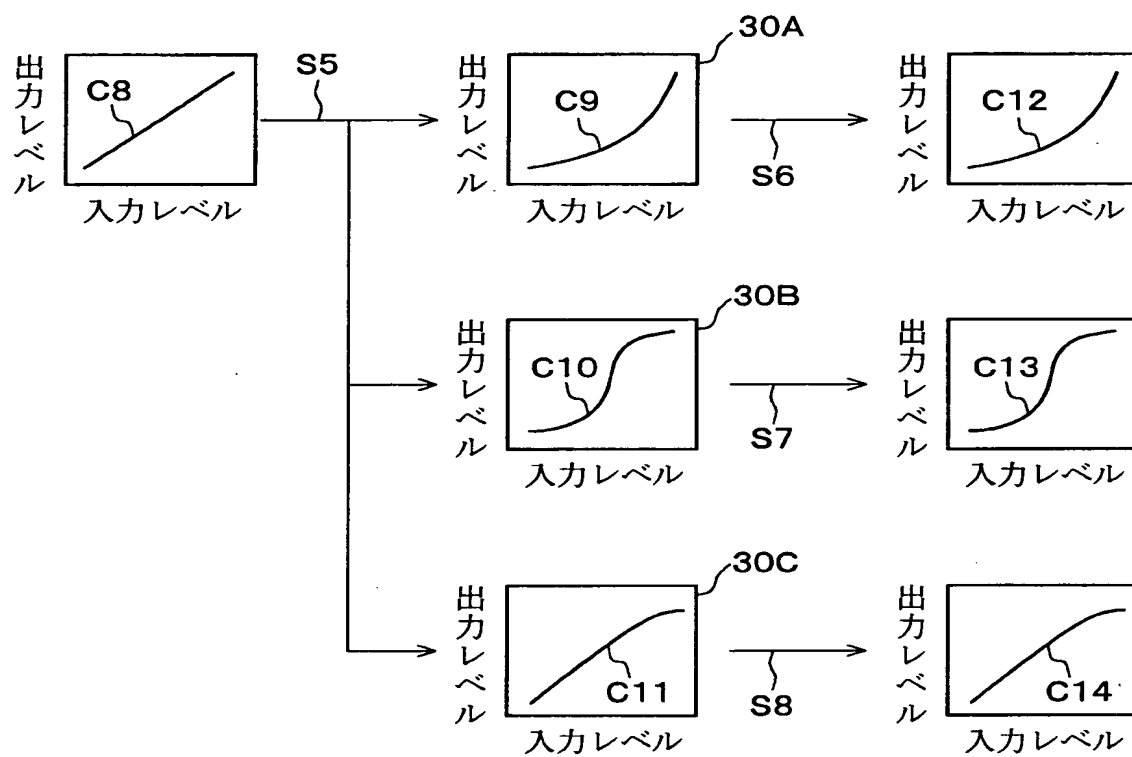 30A
出力レベル
C8
入力レベル
S5
出力レベル
C9
入力レベル
S6
出力レベル
C12
入力レベル
30B
出力レベル
C10
入力レベル
S7
出力レベル
C13
入力レベル
30C
出力レベル
C11
入力レベル
S8
出力レベル
C14
入力レベル